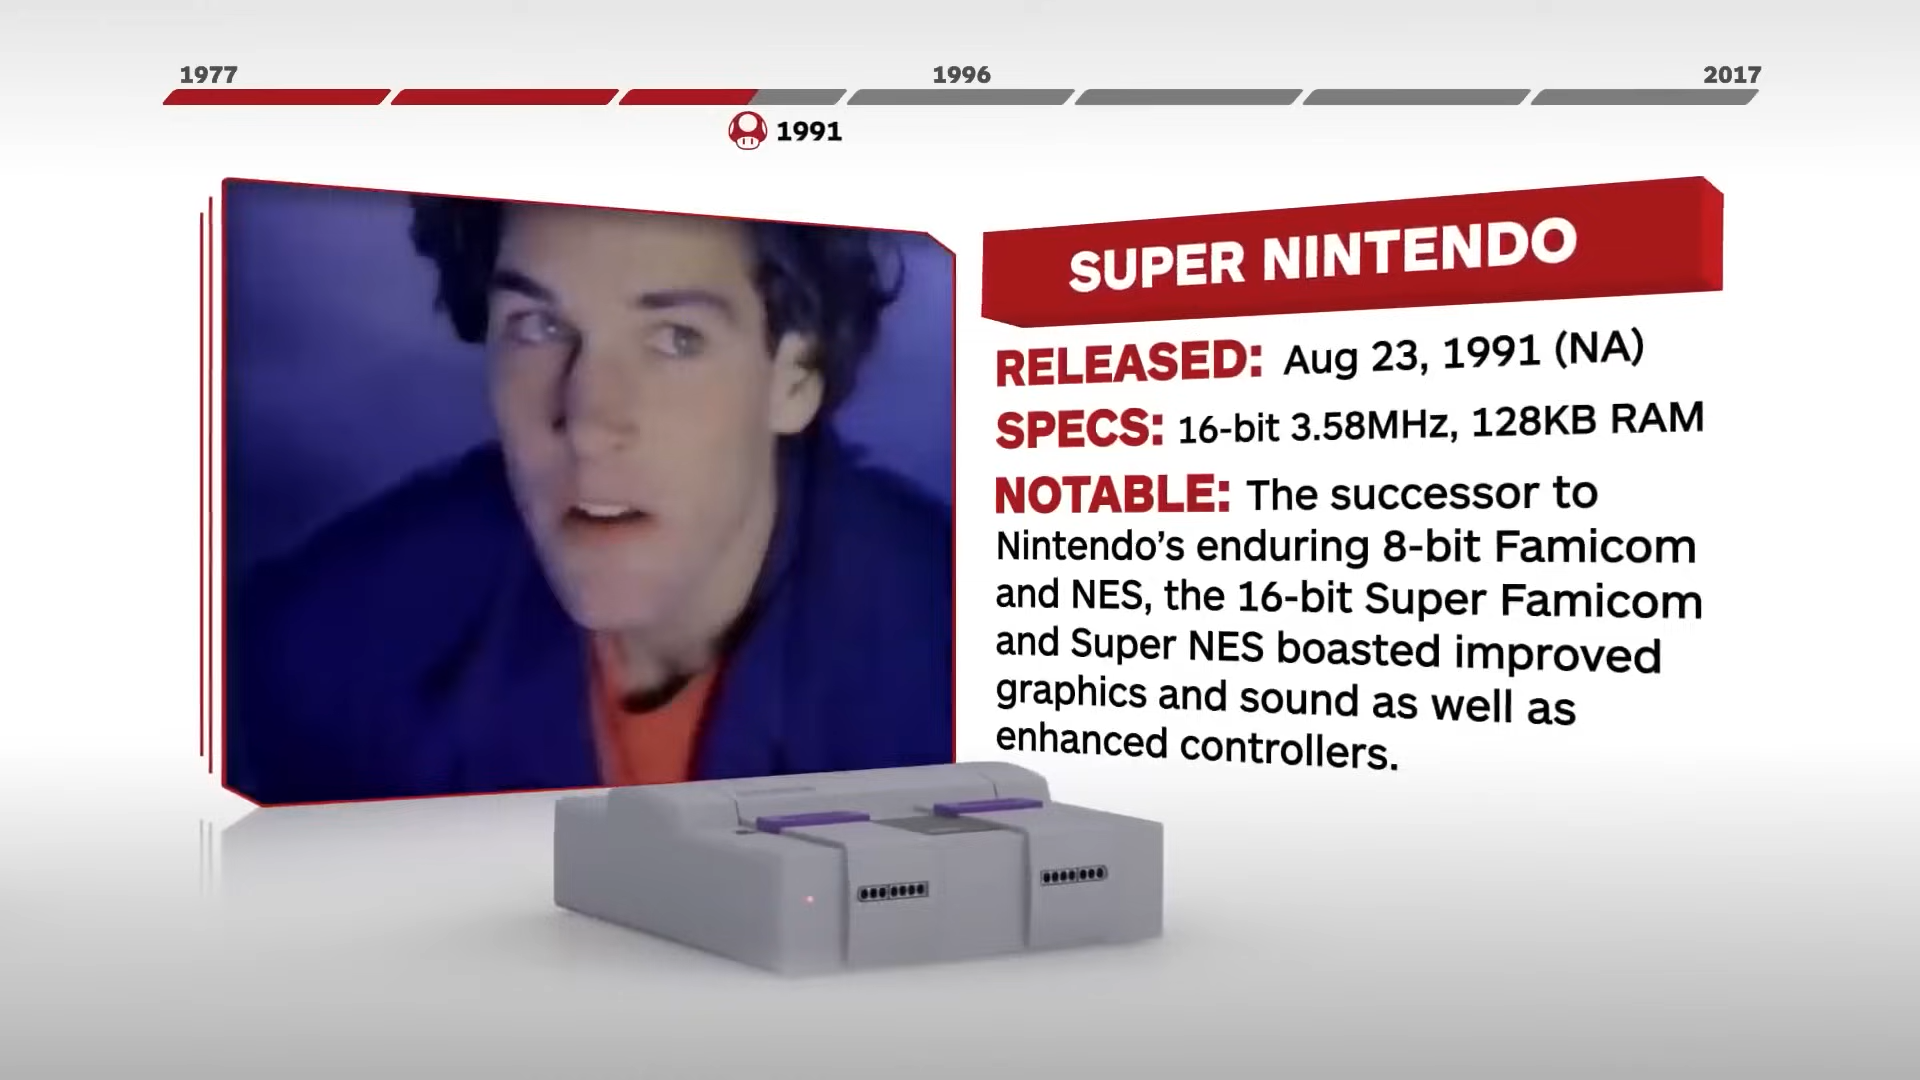 1977
1996
2017
1991
SUPER NINTENDO
RELEASED: Aug 23, 1991 (NA)
SPECS: 16-bit 3.58MHz, 128KB RAM
NOTABLE: The successor to
Nintendo’s enduring 8-bit Famicom
and NES, the 16-bit Super Famicom
and Super NES boasted improved
graphics and sound as well as
enhanced controllers.